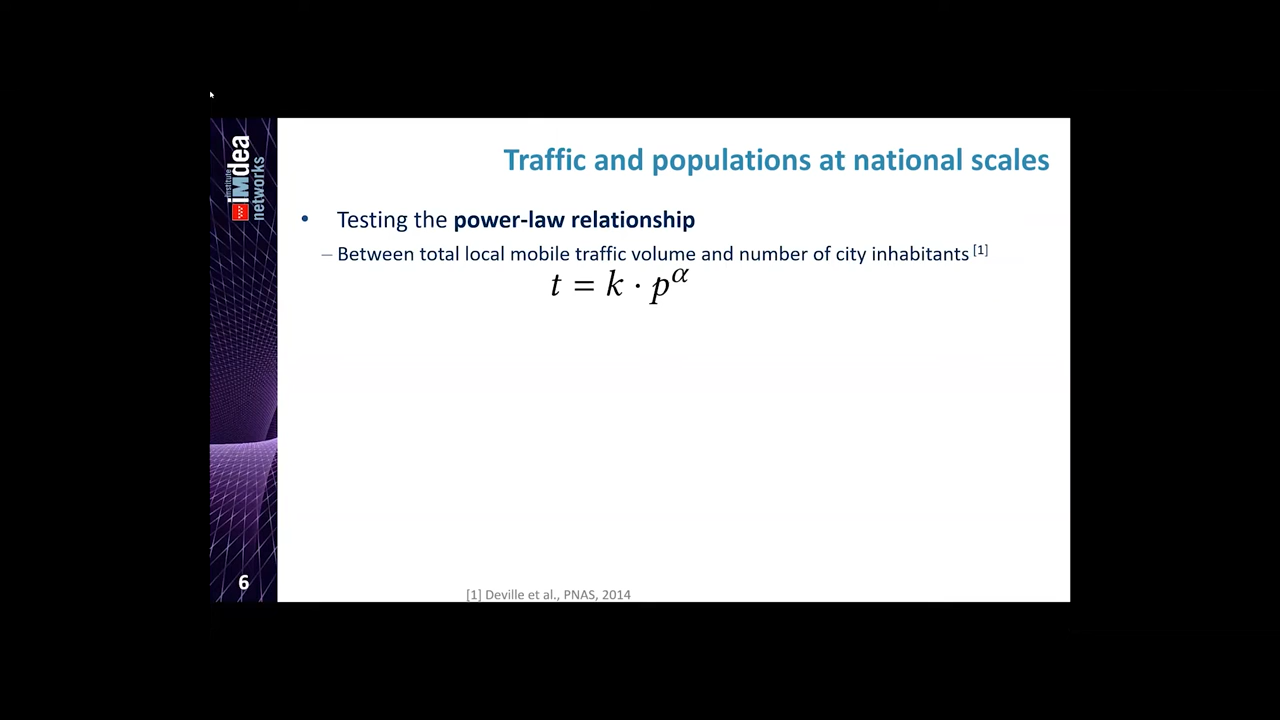 Traffic and populations at national scales
• Testing the power-law relationship
– Between total local mobile traffic volume and number of city inhabitants [1]
t = k · p^α
institute
iMdea
networks
6
[1] Deville et al., PNAS, 2014